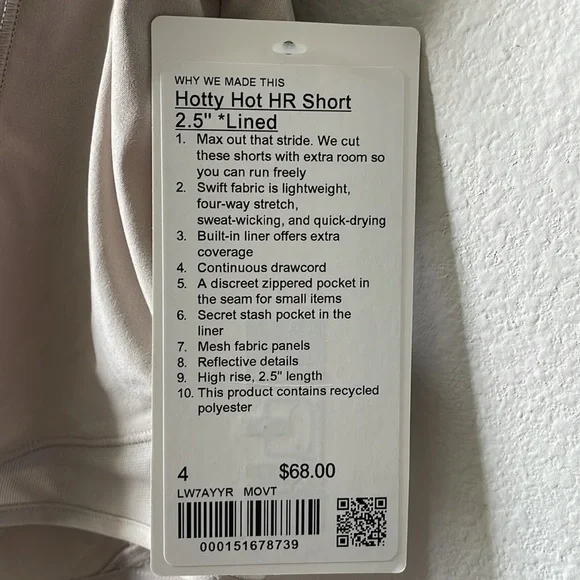 WHY WE MADE THIS
Hotty Hot HR Short
2.5" *Lined
1. Max out that stride. We cut
these shorts with extra room so
you can run freely
2. Swift fabric is lightweight,
four-way stretch,
sweat-wicking, and quick-drying
3. Built-in liner offers extra
coverage
4. Continuous drawcord
5. A discreet zippered pocket in
the seam for small items
6. Secret stash pocket in the
liner
7. Mesh fabric panels
8. Reflective details
9. High rise, 2.5" length
10. This product contains recycled
polyester
4 $68.00
LW7AYYR MOVT
000151678739